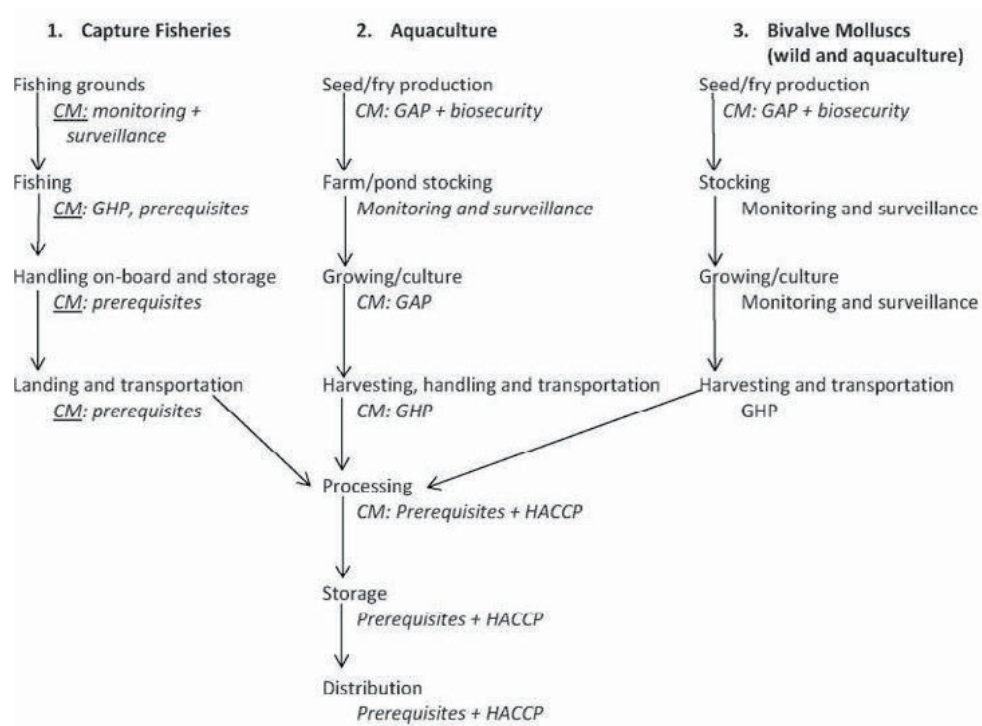 1. Capture Fisheries
Fishing grounds
CM: monitoring +
surveillance
Fishing
CM: GHP, prerequisites
Handling on-board and storage
CM: prerequisites
Landing and transportation
CM: prerequisites
2. Aquaculture
Seed/fry production
CM: GAP + biosecurity
Farm/pond stocking
Monitoring and surveillance
Growing/culture
CM: GAP
Harvesting, handling and transportation
CM: GHP
3. Bivalve Molluscs
(wild and aquaculture)
Seed/fry production
CM: GAP + biosecurity
Stocking
Monitoring and surveillance
Growing/culture
Monitoring and surveillance
Harvesting and transportation
GHP
Processing
CM: Prerequisites + HACCP
Storage
Prerequisites + HACCP
Distribution
Prerequisites + HACCP